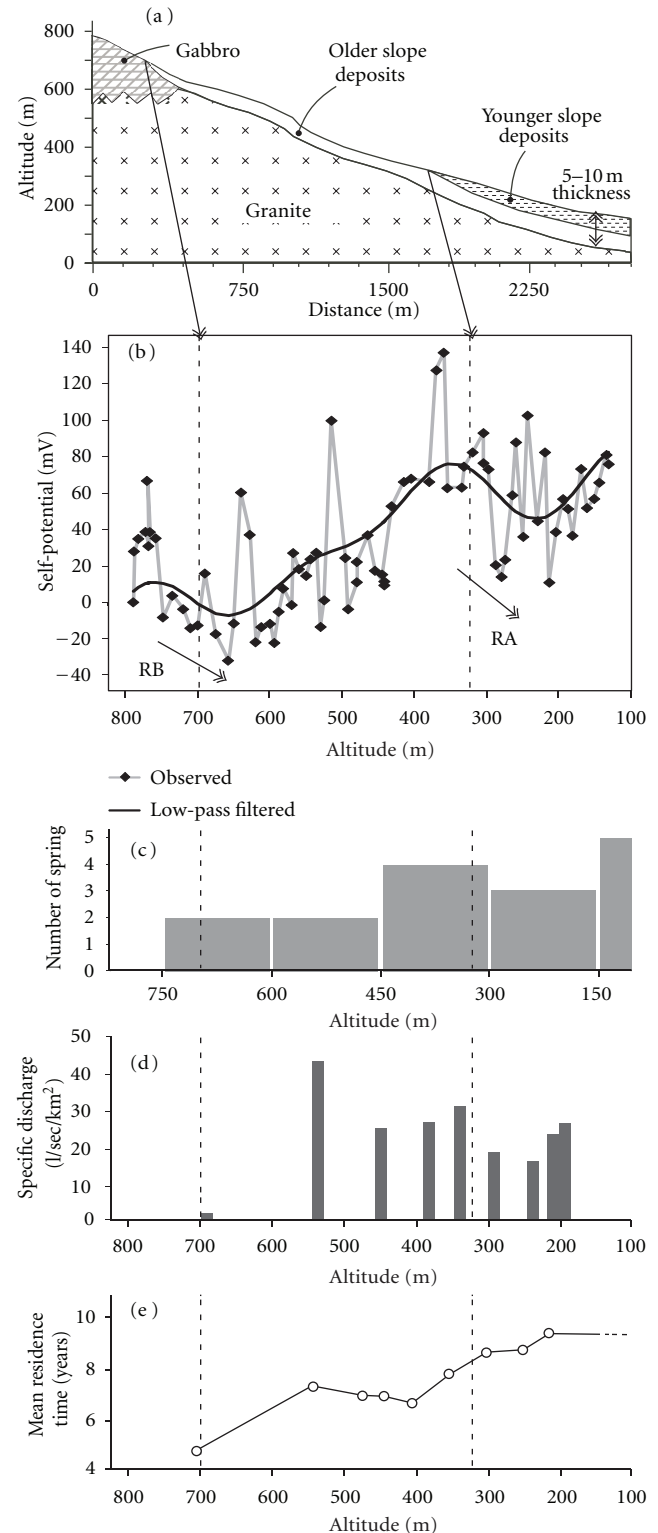 (a)
Gabbro
Older slope
deposits
Younger slope
deposits
5–10 m
thickness
Granite
Altitude (m)
800
600
400
200
0
0 750 1500 2250
Distance (m)
(b)
Self-potential (mV)
140
120
100
80
60
40
20
0
−20
−40
RB
RA
800 700 600 500 400 300 200 100
Altitude (m)
Observed
Low-pass filtered
(c)
Number of spring
5
4
3
2
1
0
750 600 450 300 150
Altitude (m)
(d)
Specific discharge
(l/sec/km²)
50
40
30
20
10
0
800 700 600 500 400 300 200 100
Altitude (m)
(e)
Mean residence
time (years)
10
8
6
4
800 700 600 500 400 300 200 100